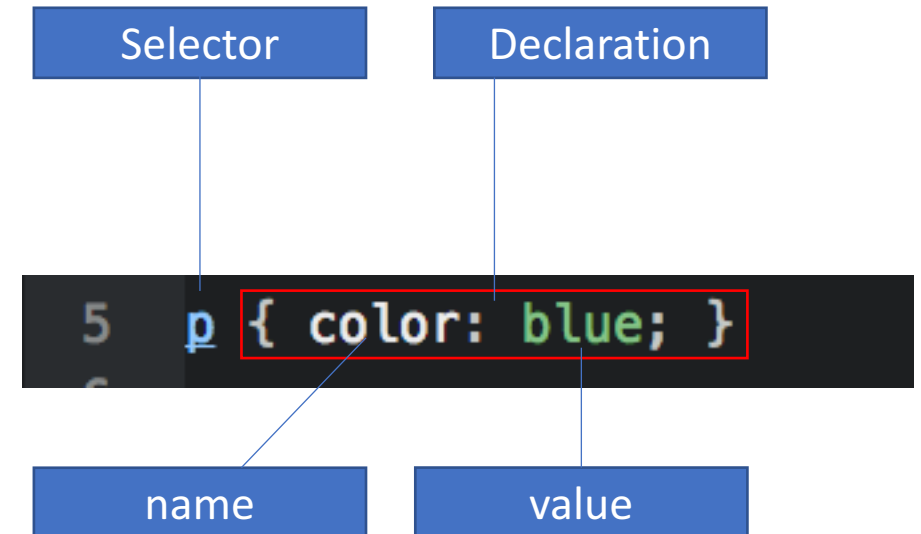 Selector
Declaration
5 p { color: blue; }
name
value